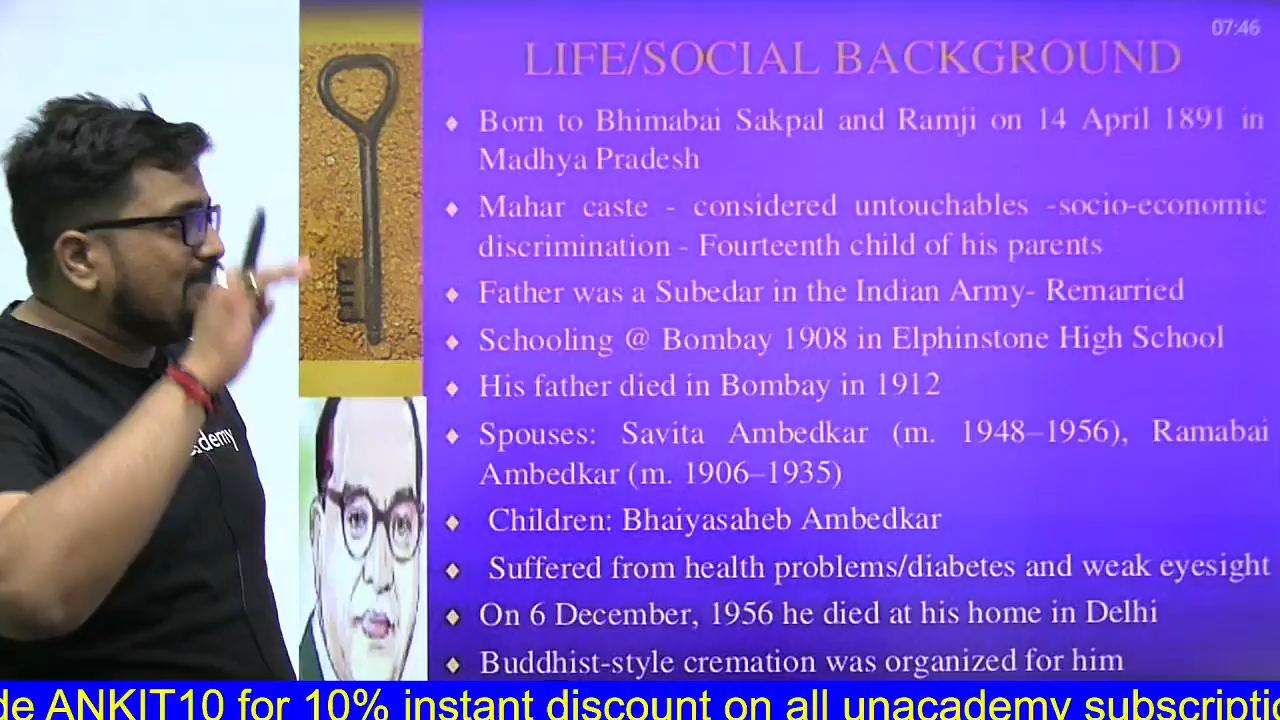 07:46
LIFE/SOCIAL BACKGROUND
Born to Bhimabai Sakpal and Ramji on 14 April 1891 in
Madhya Pradesh
Mahar caste - considered untouchables -socio-economic
discrimination - Fourteenth child of his parents
Father was a Subedar in the Indian Army- Remarried
Schooling @ Bombay 1908 in Elphinstone High School
His father died in Bombay in 1912
Spouses: Savita Ambedkar (m. 1948–1956), Ramabai
Ambedkar (m. 1906–1935)
Children: Bhaiyasaheb Ambedkar
Suffered from health problems/diabetes and weak eyesight
On 6 December, 1956 he died at his home in Delhi
Buddhist-style cremation was organized for him
demy
de ANKIT10 for 10% instant discount on all unacademy subscripti